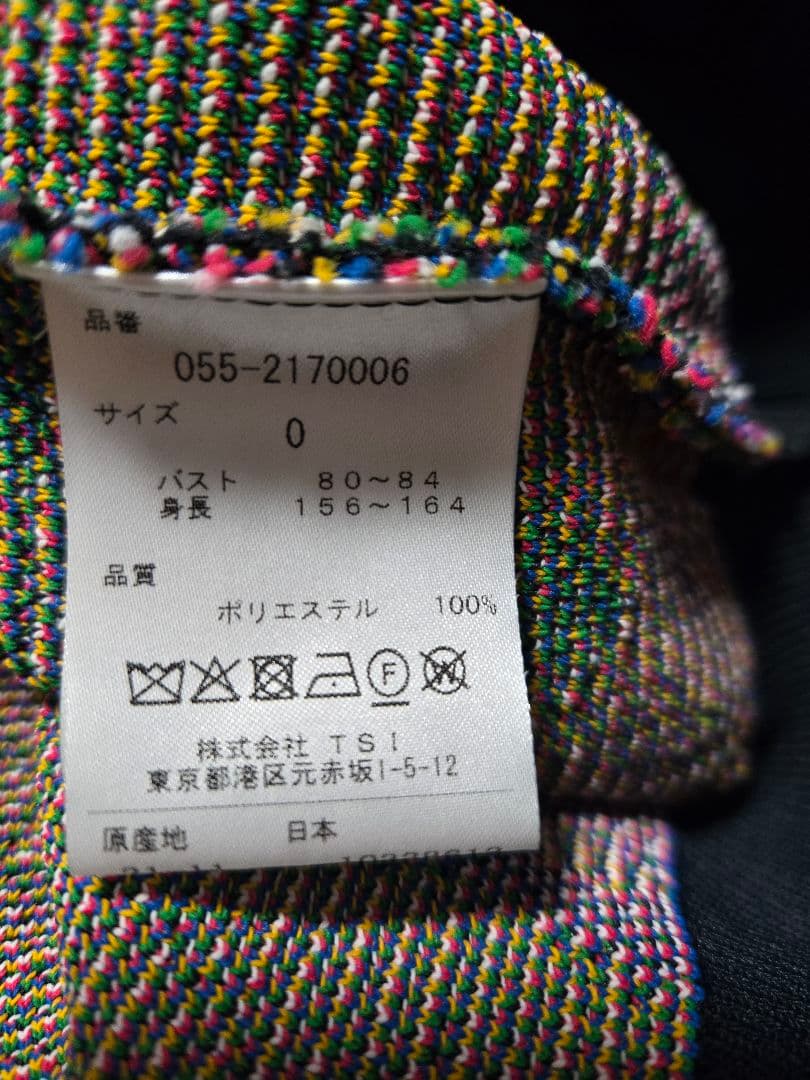 品番
055-2170006
サイズ
0
バスト 80~84
身長 156~164
品質
ポリエステル 100%
F W
株式会社 TSI
東京都港区元赤坂1-5-12
原産地 日本